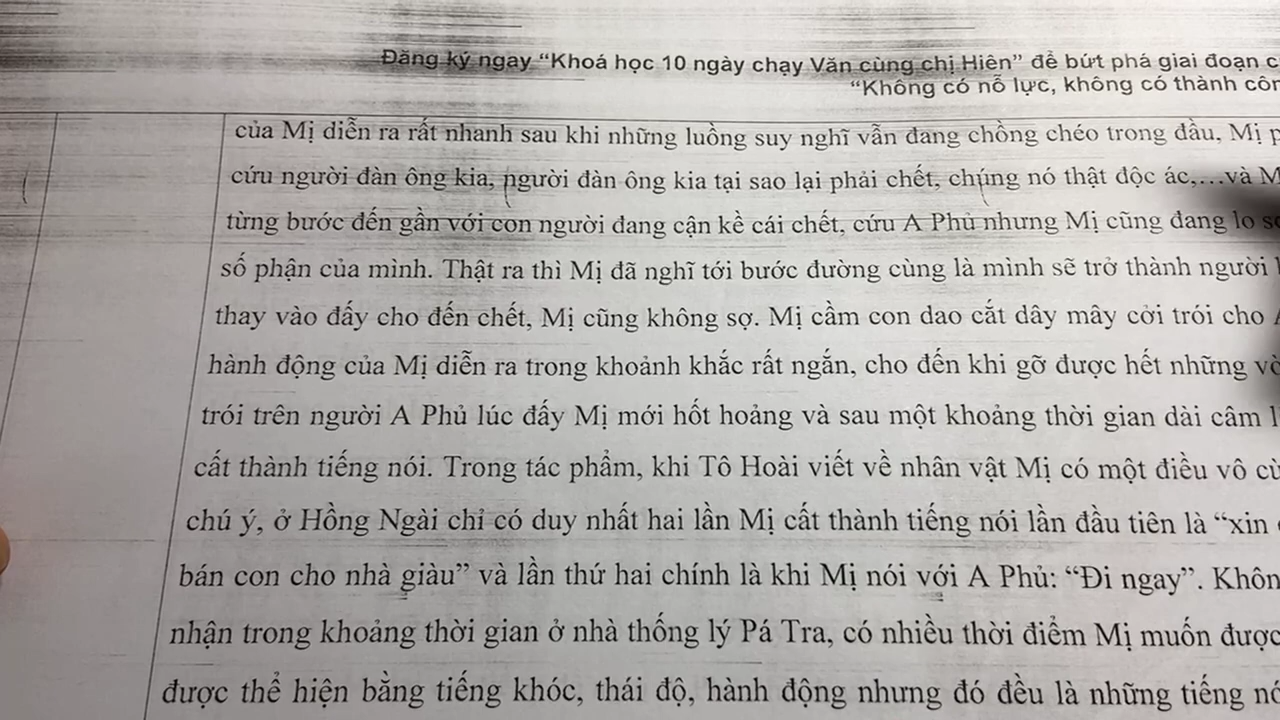 Đăng ký ngay “Khoá học 10 ngày chạy Văn cùng chị Hiên” để bứt phá giai đoạn
“Không có nỗ lực, không có thành côn
của Mị diễn ra rất nhanh sau khi những luồng suy nghĩ vẫn đang chồng chéo trong đầu, Mị
cứu người đàn ông kia, người đàn ông kia tại sao lại phải chết, chúng nó thật độc ác,…và M
từng bước đến gần với con người đang cận kề cái chết, cứu A Phủ nhưng Mị cũng đang lo
số phận của mình. Thật ra thì Mị đã nghĩ tới bước đường cùng là mình sẽ trở thành người
thay vào đấy cho đến chết, Mị cũng không sợ. Mị cầm con dao cắt dây mây cởi trói cho
hành động của Mị diễn ra trong khoảnh khắc rất ngắn, cho đến khi gỡ được hết những
trói trên người A Phủ lúc đấy Mị mới hốt hoảng và sau một khoảng thời gian dài câm
cất thành tiếng nói. Trong tác phẩm, khi Tô Hoài viết về nhân vật Mị có một điều vô cù
chú ý, ở Hồng Ngài chỉ có duy nhất hai lần Mị cất thành tiếng nói lần đầu tiên là “xin
bán con cho nhà giàu” và lần thứ hai chính là khi Mị nói với A Phủ: “Đi ngay”. Khôn
nhận trong khoảng thời gian ở nhà thống lý Pá Tra, có nhiều thời điểm Mị muốn được
được thể hiện bằng tiếng khóc, thái độ, hành động nhưng đó đều là những tiếng nó